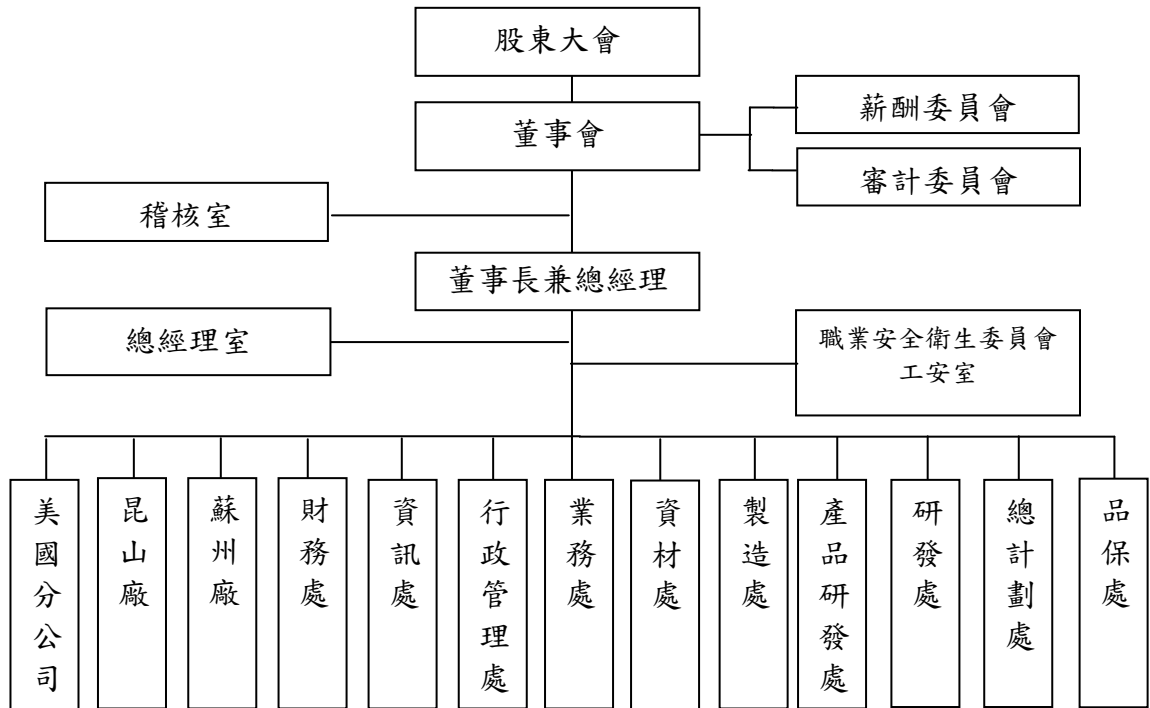 股東大會
董事會
薪酬委員會
審計委員會
稽核室
董事長兼總經理
總經理室
職業安全衛生委員會
工安室
美國分公司
昆山廠
蘇州廠
財務處
資訊處
行政管理處
業務處
資材處
製造處
產品研發處
研發處
總計劃處
品保處